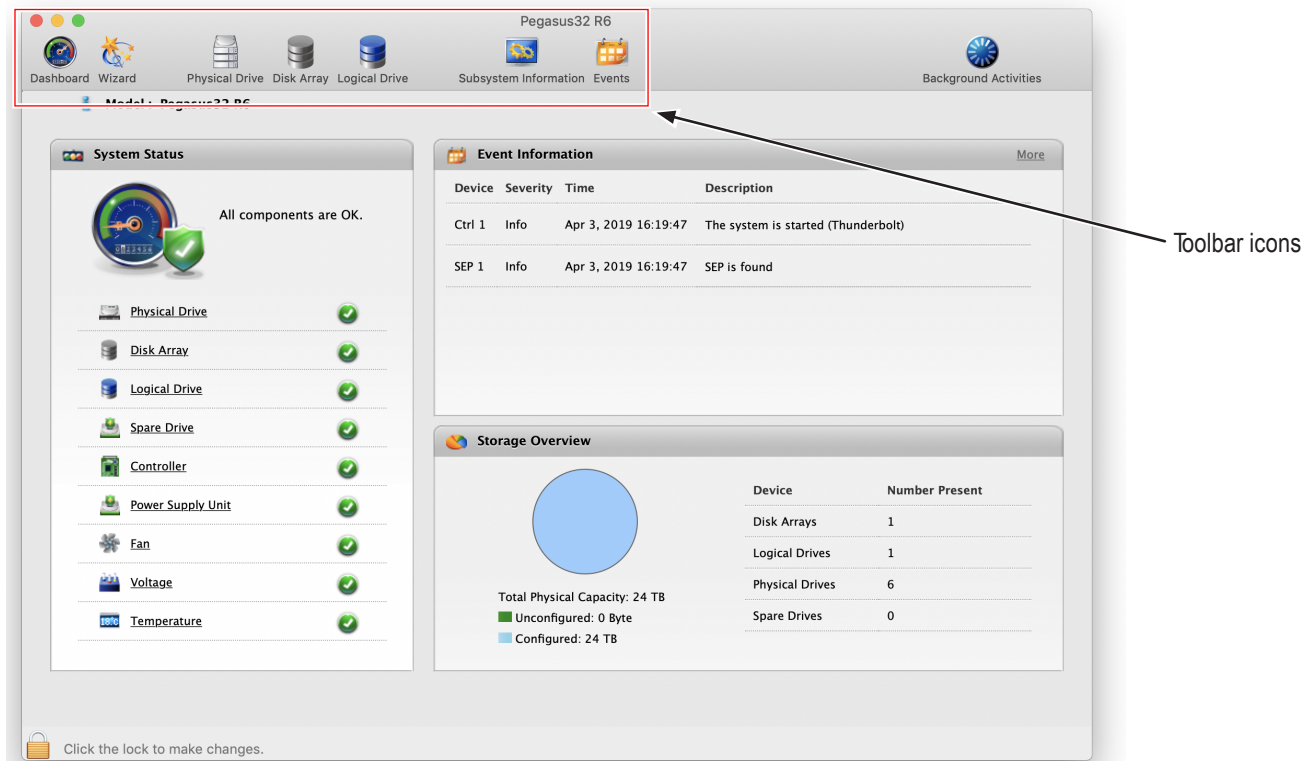 Pegasus32 R6
Dashboard Wizard Physical Drive Disk Array Logical Drive Subsystem Information Events Background Activities
Model : Pegasus32 R6
Toolbar icons
System Status
All components are OK.
Physical Drive
Disk Array
Logical Drive
Spare Drive
Controller
Power Supply Unit
Fan
Voltage
18°C Temperature
Event Information More
Device Severity Time Description
Ctrl 1 Info Apr 3, 2019 16:19:47 The system is started (Thunderbolt)
SEP 1 Info Apr 3, 2019 16:19:47 SEP is found
Storage Overview
Total Physical Capacity: 24 TB
Unconfigured: 0 Byte
Configured: 24 TB
Device Number Present
Disk Arrays 1
Logical Drives 1
Physical Drives 6
Spare Drives 0
Click the lock to make changes.